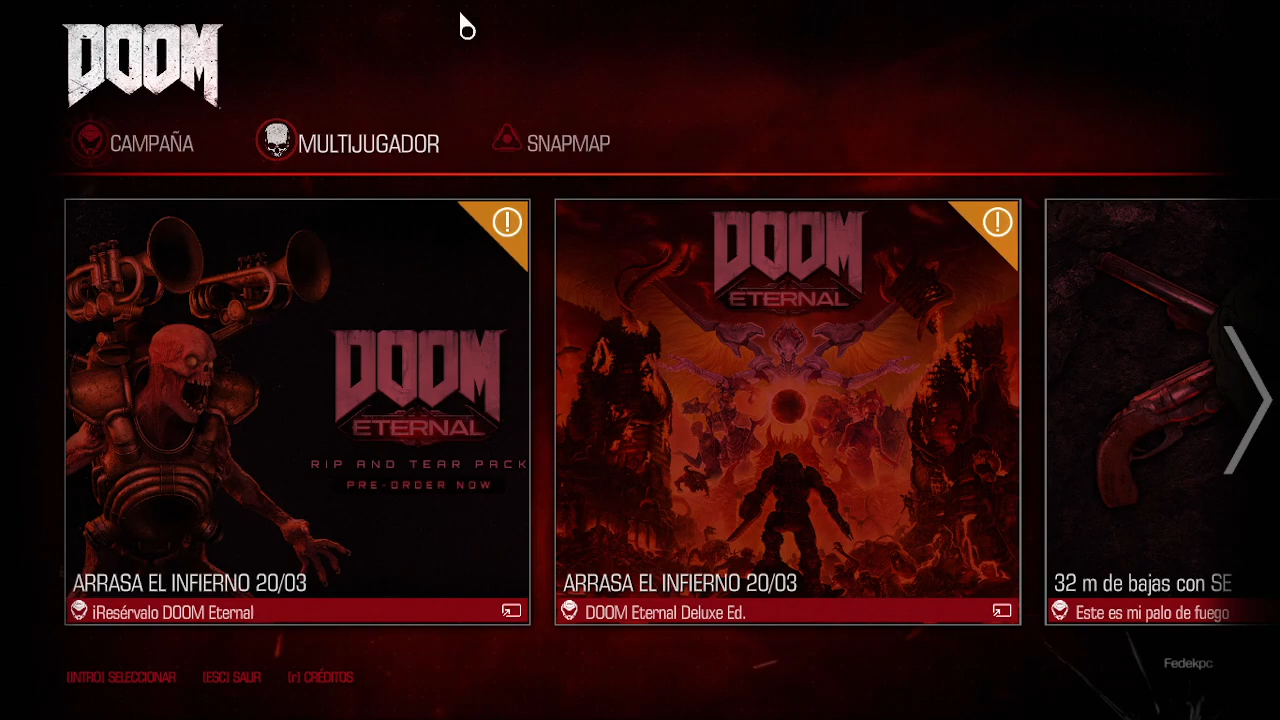 DOOM
CAMPAÑA
MULTIJUGADOR
SNAPMAP
DOOM
ETERNAL
RIP AND TEAR PACK
PRE-ORDER NOW
ARRASA EL INFIERNO 20/03
¡Resérvalo DOOM Eternal
DOOM
ETERNAL
ARRASA EL INFIERNO 20/03
DOOM Eternal Deluxe Ed.
32 m de bajas con SE
Este es mi palo de fuego
Fedekpc
[INTRO] SELECCIONAR [ESC] SALIR [r] CRÉDITOS